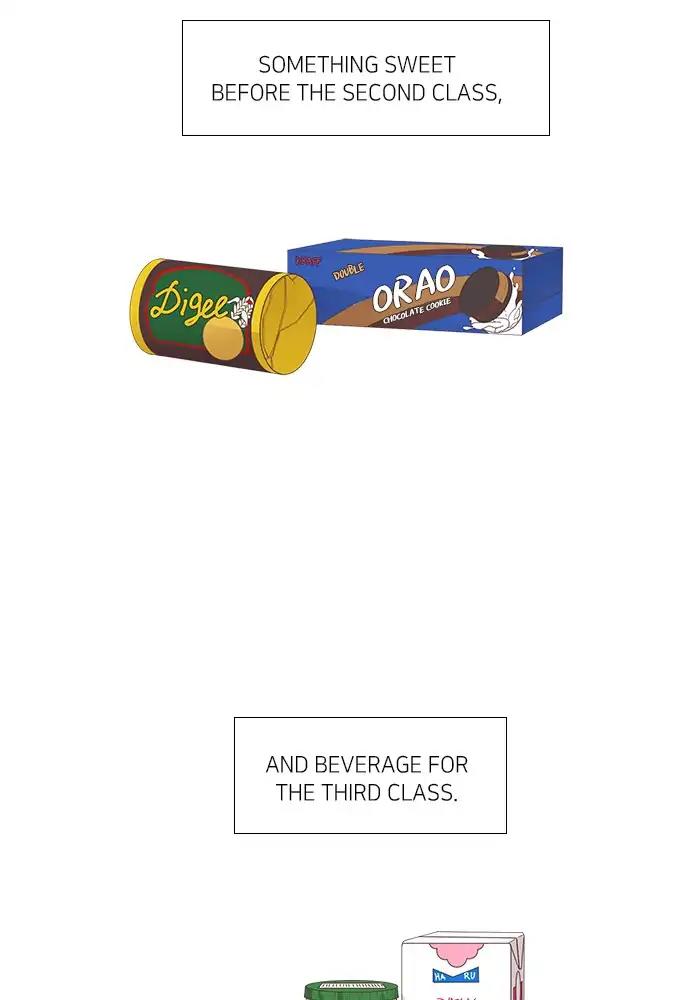 SOMETHING SWEET
BEFORE THE SECOND CLASS,
Digee
DOUBLE
ORAO
CHOCOLATE COOKIE
AND BEVERAGE FOR
THE THIRD CLASS.
HA RU